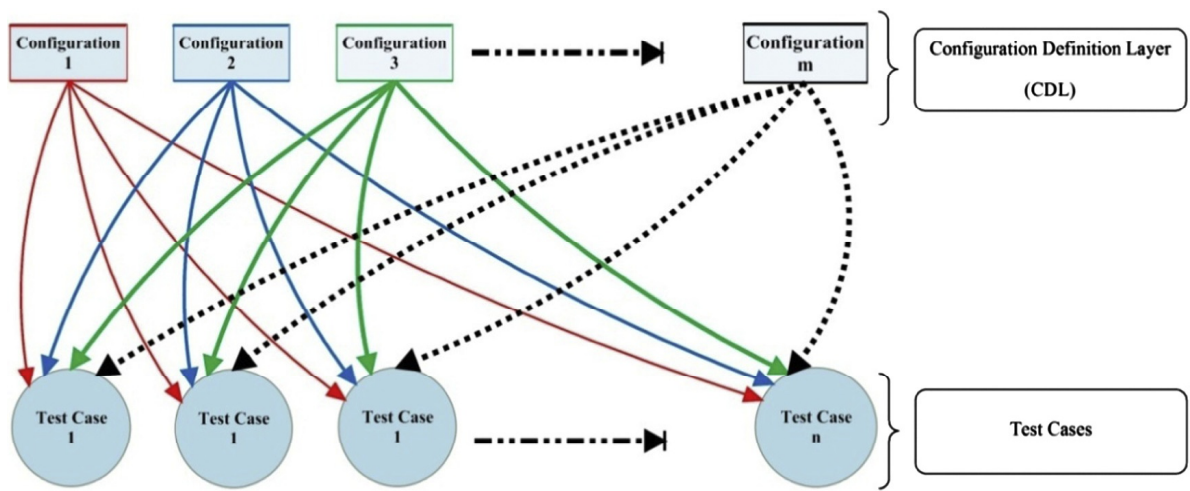 Configuration
1
Configuration
2
Configuration
3
Configuration
m
Configuration Definition Layer
(CDL)
Test Case
1
Test Case
1
Test Case
1
Test Case
n
Test Cases